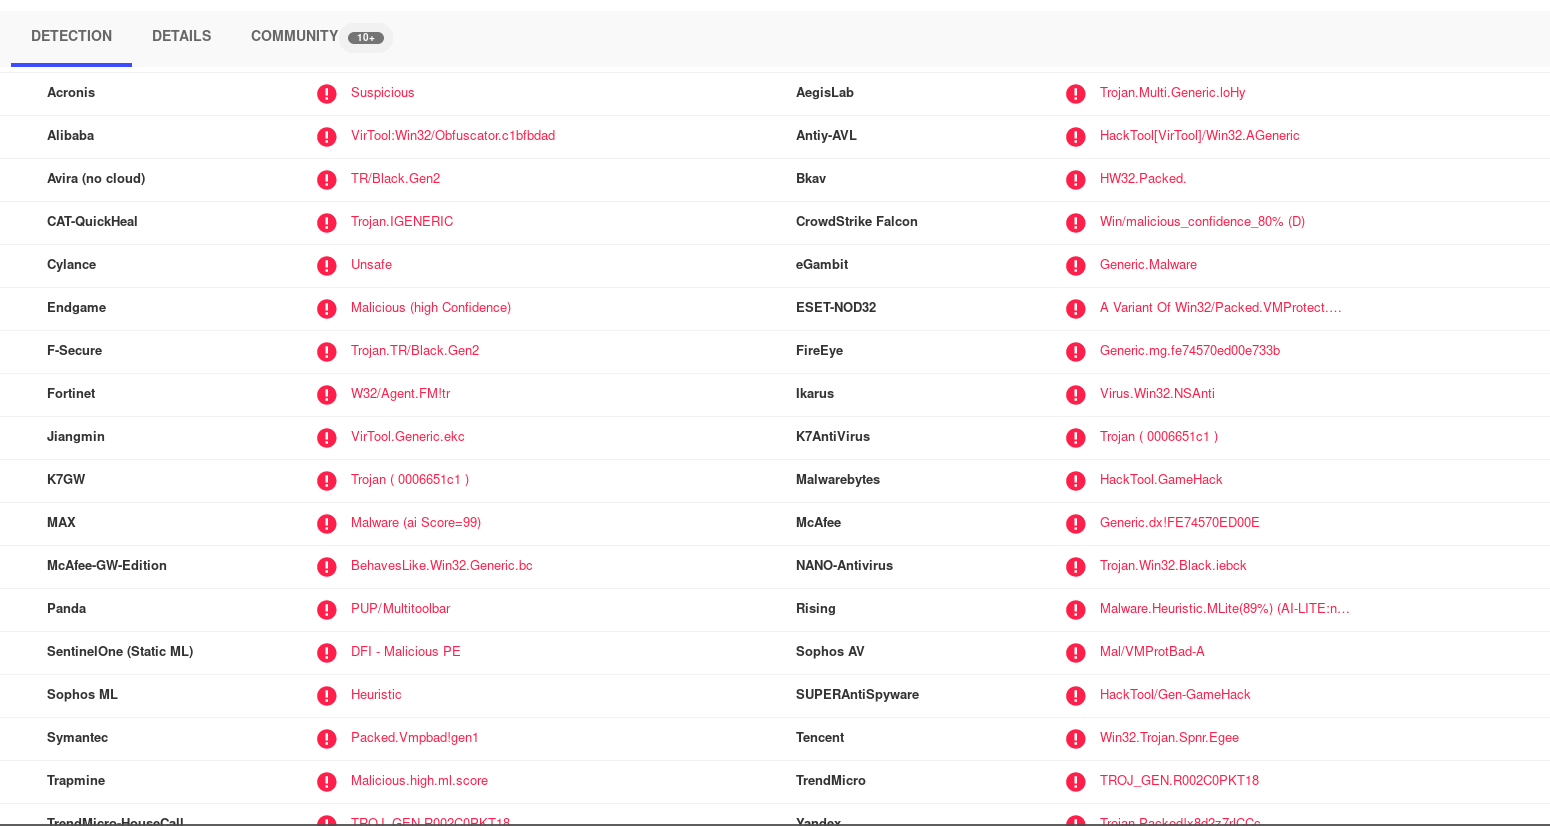 DETECTION DETAILS COMMUNITY 10+
Acronis Suspicious AegisLab Trojan.Multi.Generic.loHy
Alibaba VirTool:Win32/Obfuscator.c1bfbdad Antiy-AVL HackTool[VirTool]/Win32.AGeneric
Avira (no cloud) TR/Black.Gen2 Bkav HW32.Packed.
CAT-QuickHeal Trojan.IGENERIC CrowdStrike Falcon Win/malicious_confidence_80% (D)
Cylance Unsafe eGambit Generic.Malware
Endgame Malicious (high Confidence) ESET-NOD32 A Variant Of Win32/Packed.VMProtect.…
F-Secure Trojan.TR/Black.Gen2 FireEye Generic.mg.fe74570ed00e733b
Fortinet W32/Agent.FM!tr Ikarus Virus.Win32.NSAnti
Jiangmin VirTool.Generic.ekc K7AntiVirus Trojan ( 0006651c1 )
K7GW Trojan ( 0006651c1 ) Malwarebytes HackTool.GameHack
MAX Malware (ai Score=99) McAfee Generic.dx!FE74570ED00E
McAfee-GW-Edition BehavesLike.Win32.Generic.bc NANO-Antivirus Trojan.Win32.Black.iebck
Panda PUP/Multitoolbar Rising Malware.Heuristic.MLite(89%) (AI-LITE:n…
SentinelOne (Static ML) DFI - Malicious PE Sophos AV Mal/VMProtBad-A
Sophos ML Heuristic SUPERAntiSpyware HackTool/Gen-GameHack
Symantec Packed.Vmpbad!gen1 Tencent Win32.Trojan.Spnr.Egee
Trapmine Malicious.high.ml.score TrendMicro TROJ_GEN.R002C0PKT18
TrendMicro-HouseCall TROJ_GEN.R002C0PKT18 Yandex